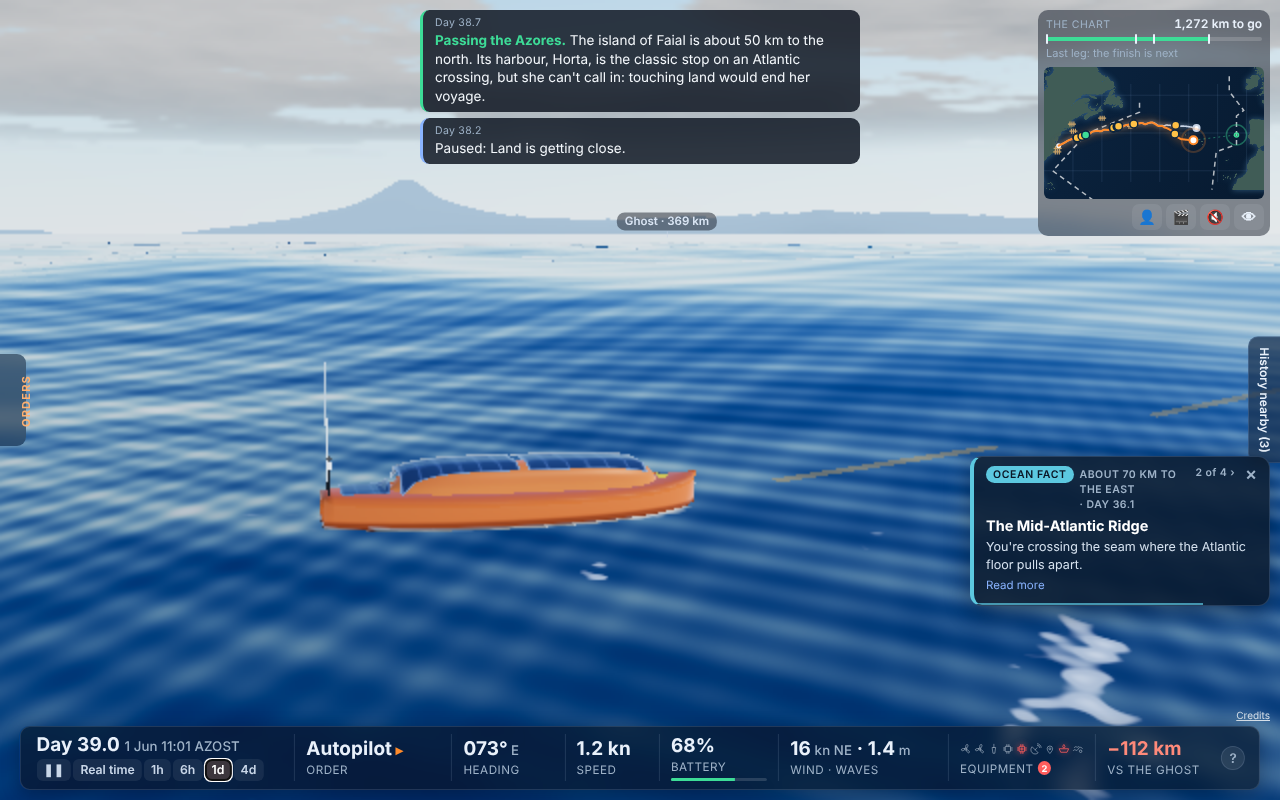 Day 38.7
Passing the Azores. The island of Faial is about 50 km to the
north. Its harbour, Horta, is the classic stop on an Atlantic
crossing, but she can't call in: touching land would end her
voyage.
Day 38.2
Paused: Land is getting close.
THE CHART 1,272 km to go
Last leg: the finish is next
Ghost · 369 km
ORDERS
History nearby (3)
OCEAN FACT ABOUT 70 KM TO 2 of 4 › ✕
THE EAST
· DAY 36.1
The Mid-Atlantic Ridge
You're crossing the seam where the Atlantic
floor pulls apart.
Read more
Credits
Day 39.0 1 Jun 11:01 AZOST
Real time 1h 6h 1d 4d
Autopilot ▸
ORDER
073° E
HEADING
1.2 kn
SPEED
68%
BATTERY
16 kn NE · 1.4 m
WIND · WAVES
EQUIPMENT 2
−112 km
VS THE GHOST
?